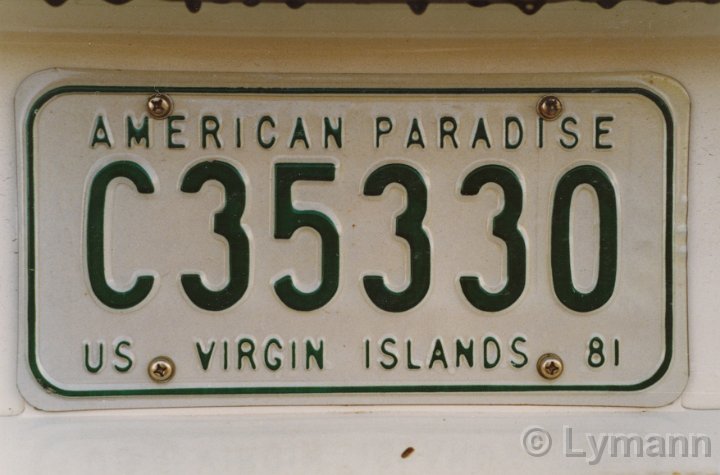 AMERICAN PARADISE
C35330
US VIRGIN ISLANDS 81
© Lymann